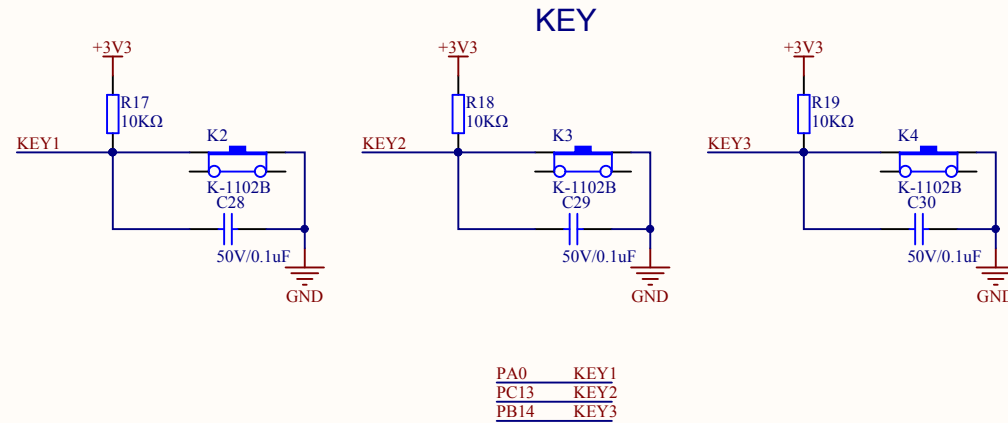 KEY
+3V3
R17
10KΩ
KEY1
K2
K-1102B
C28
50V/0.1uF
GND
+3V3
R18
10KΩ
KEY2
K3
K-1102B
C29
50V/0.1uF
GND
+3V3
R19
10KΩ
KEY3
K4
K-1102B
C30
50V/0.1uF
GND
PA0 KEY1
PC13 KEY2
PB14 KEY3